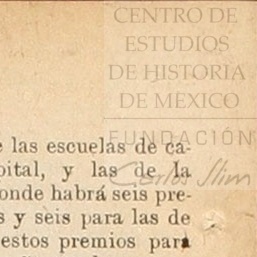 CENTRO DE
ESTUDIOS
DE HISTORIA
DE MÉXICO
FUNDACIÓN
Carlos Slim
e las escuelas de ca-
pital, y las de la
onde habrá seis pre-
s y seis para las de
estos premios para